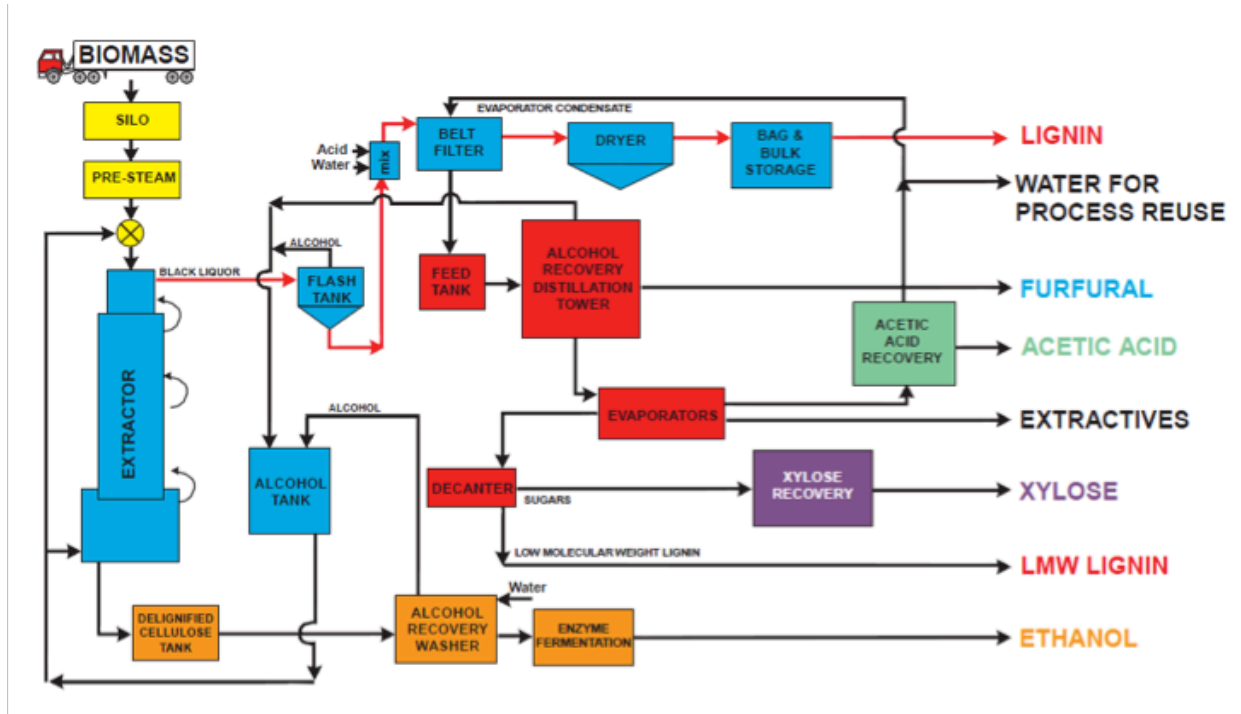 BIOMASS
SILO
PRE-STEAM
EVAPORATOR CONDENSATE
Acid
Water
mix
BELT
FILTER
DRYER
BAG &
BULK
STORAGE
LIGNIN
WATER FOR
PROCESS REUSE
ALCOHOL
BLACK LIQUOR
FLASH
TANK
FEED
TANK
ALCOHOL
RECOVERY
DISTILLATION
TOWER
FURFURAL
ACETIC
ACID
RECOVERY
ACETIC ACID
EXTRACTOR
ALCOHOL
EVAPORATORS
EXTRACTIVES
ALCOHOL
TANK
DECANTER
SUGARS
XYLOSE
RECOVERY
XYLOSE
LOW MOLECULAR WEIGHT LIGNIN
LMW LIGNIN
Water
DELIGNIFIED
CELLULOSE
TANK
ALCOHOL
RECOVERY
WASHER
ENZYME
FERMENTATION
ETHANOL